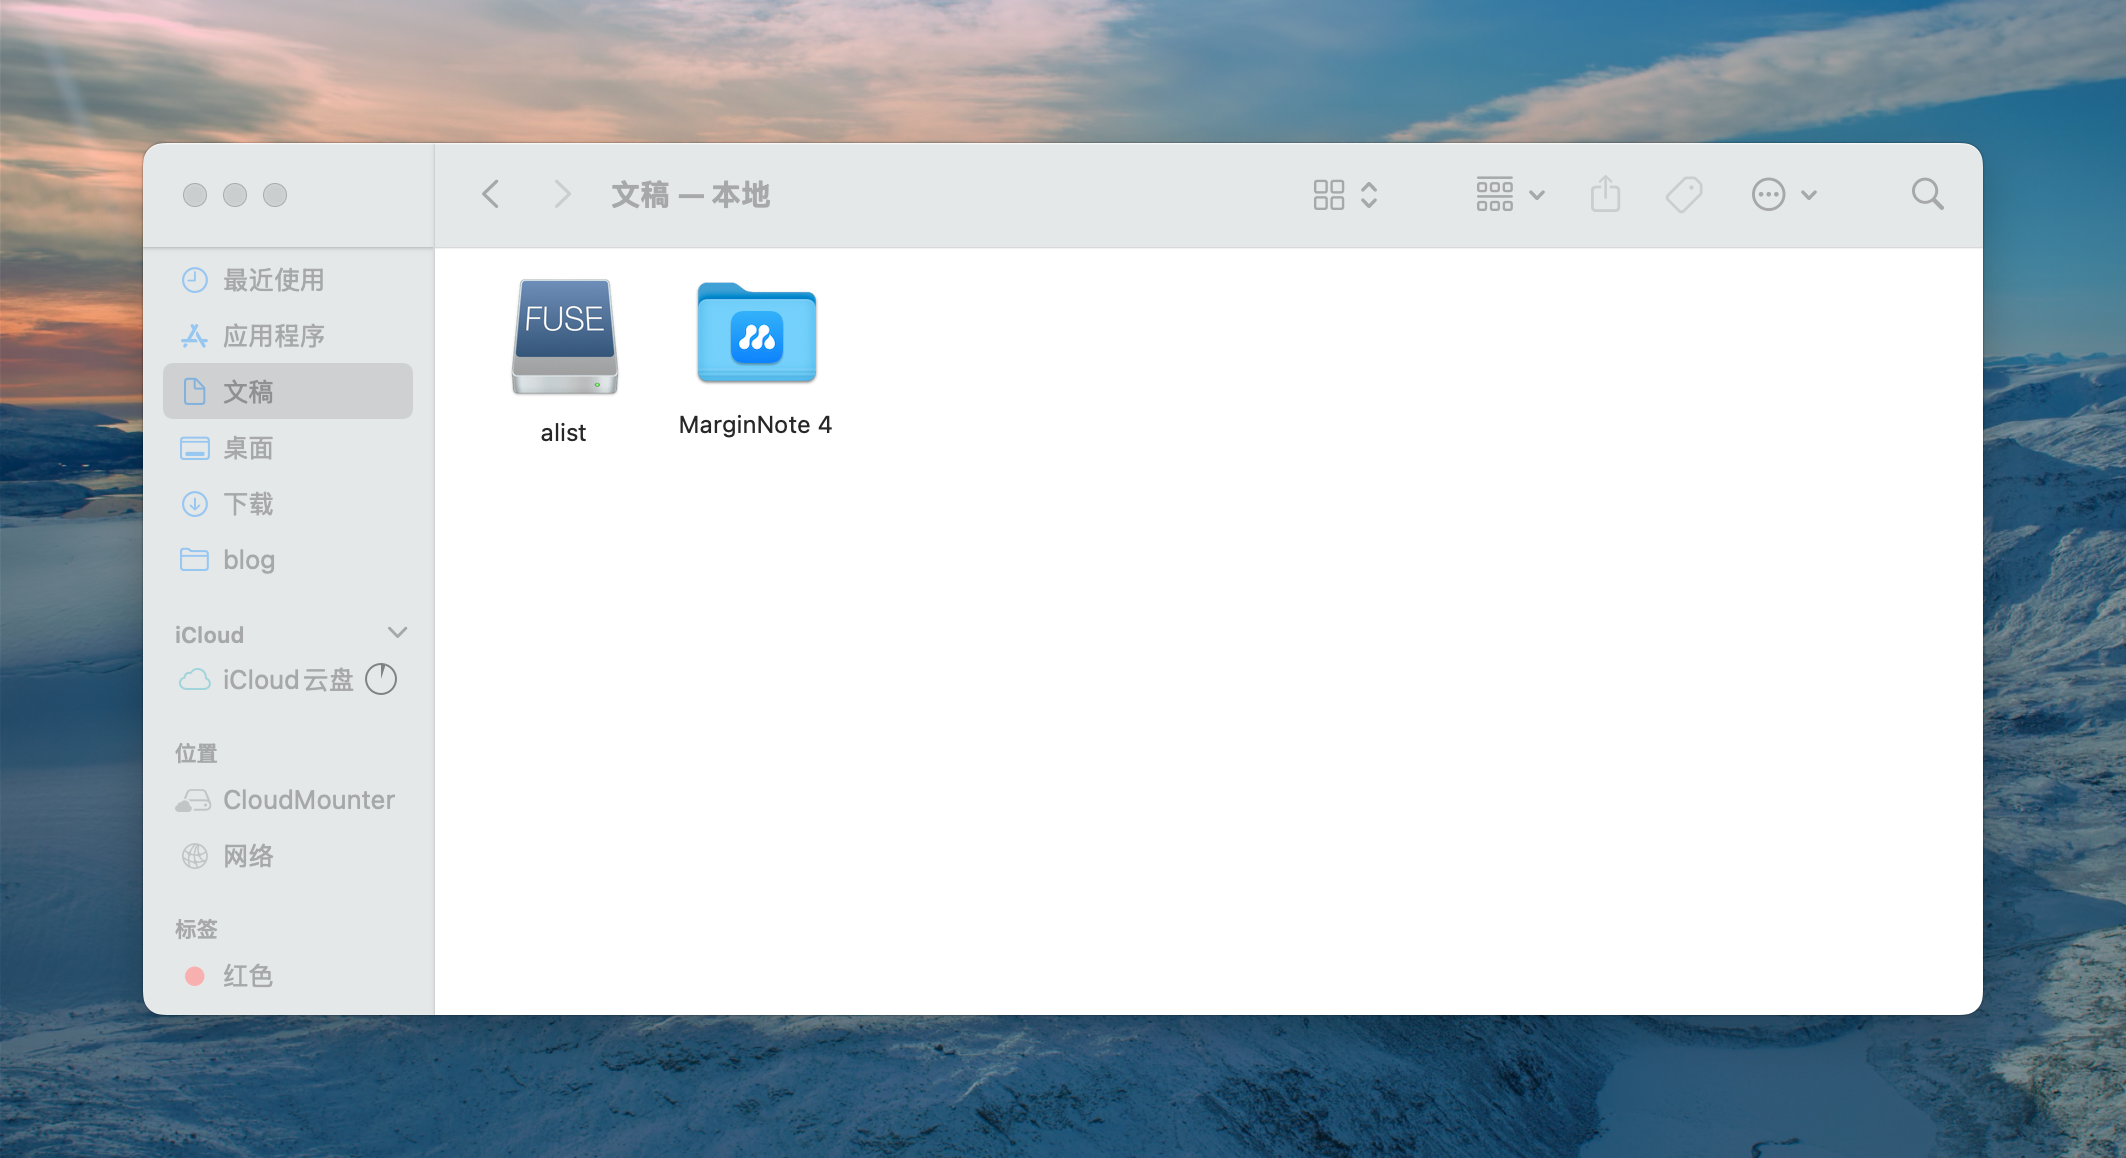 文稿 — 本地
最近使用
应用程序
文稿
桌面
下载
blog
iCloud
iCloud云盘
位置
CloudMounter
网络
标签
红色
FUSE
alist
MarginNote 4